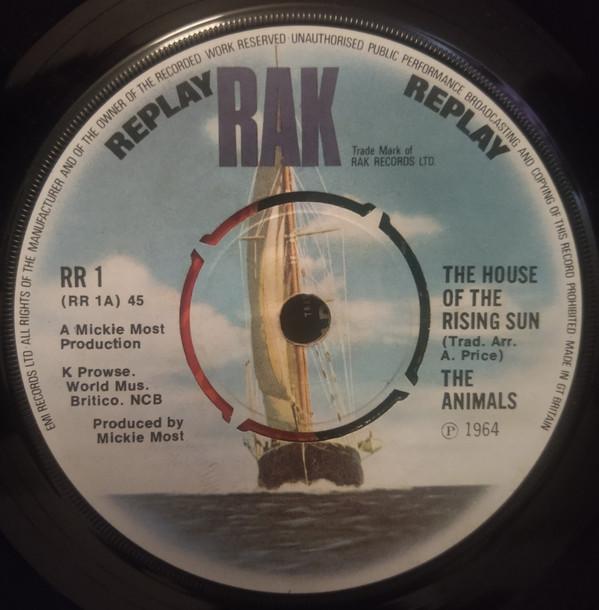 EMI RECORDS LTD ALL RIGHTS OF THE MANUFACTURER AND OF THE OWNER OF THE RECORDED WORK RESERVED UNAUTHORISED PUBLIC PERFORMANCE BROADCASTING AND COPYING OF THIS RECORD PROHIBITED MADE IN GT BRITAIN
REPLAY RAK REPLAY
Trade Mark of
RAK RECORDS LTD.
RR 1
(RR 1A) 45
A Mickie Most
Production
K Prowse.
World Mus.
Britico. NCB
Produced by
Mickie Most
THE HOUSE
OF THE
RISING SUN
(Trad. Arr.
A. Price)
THE
ANIMALS
Ⓟ 1964